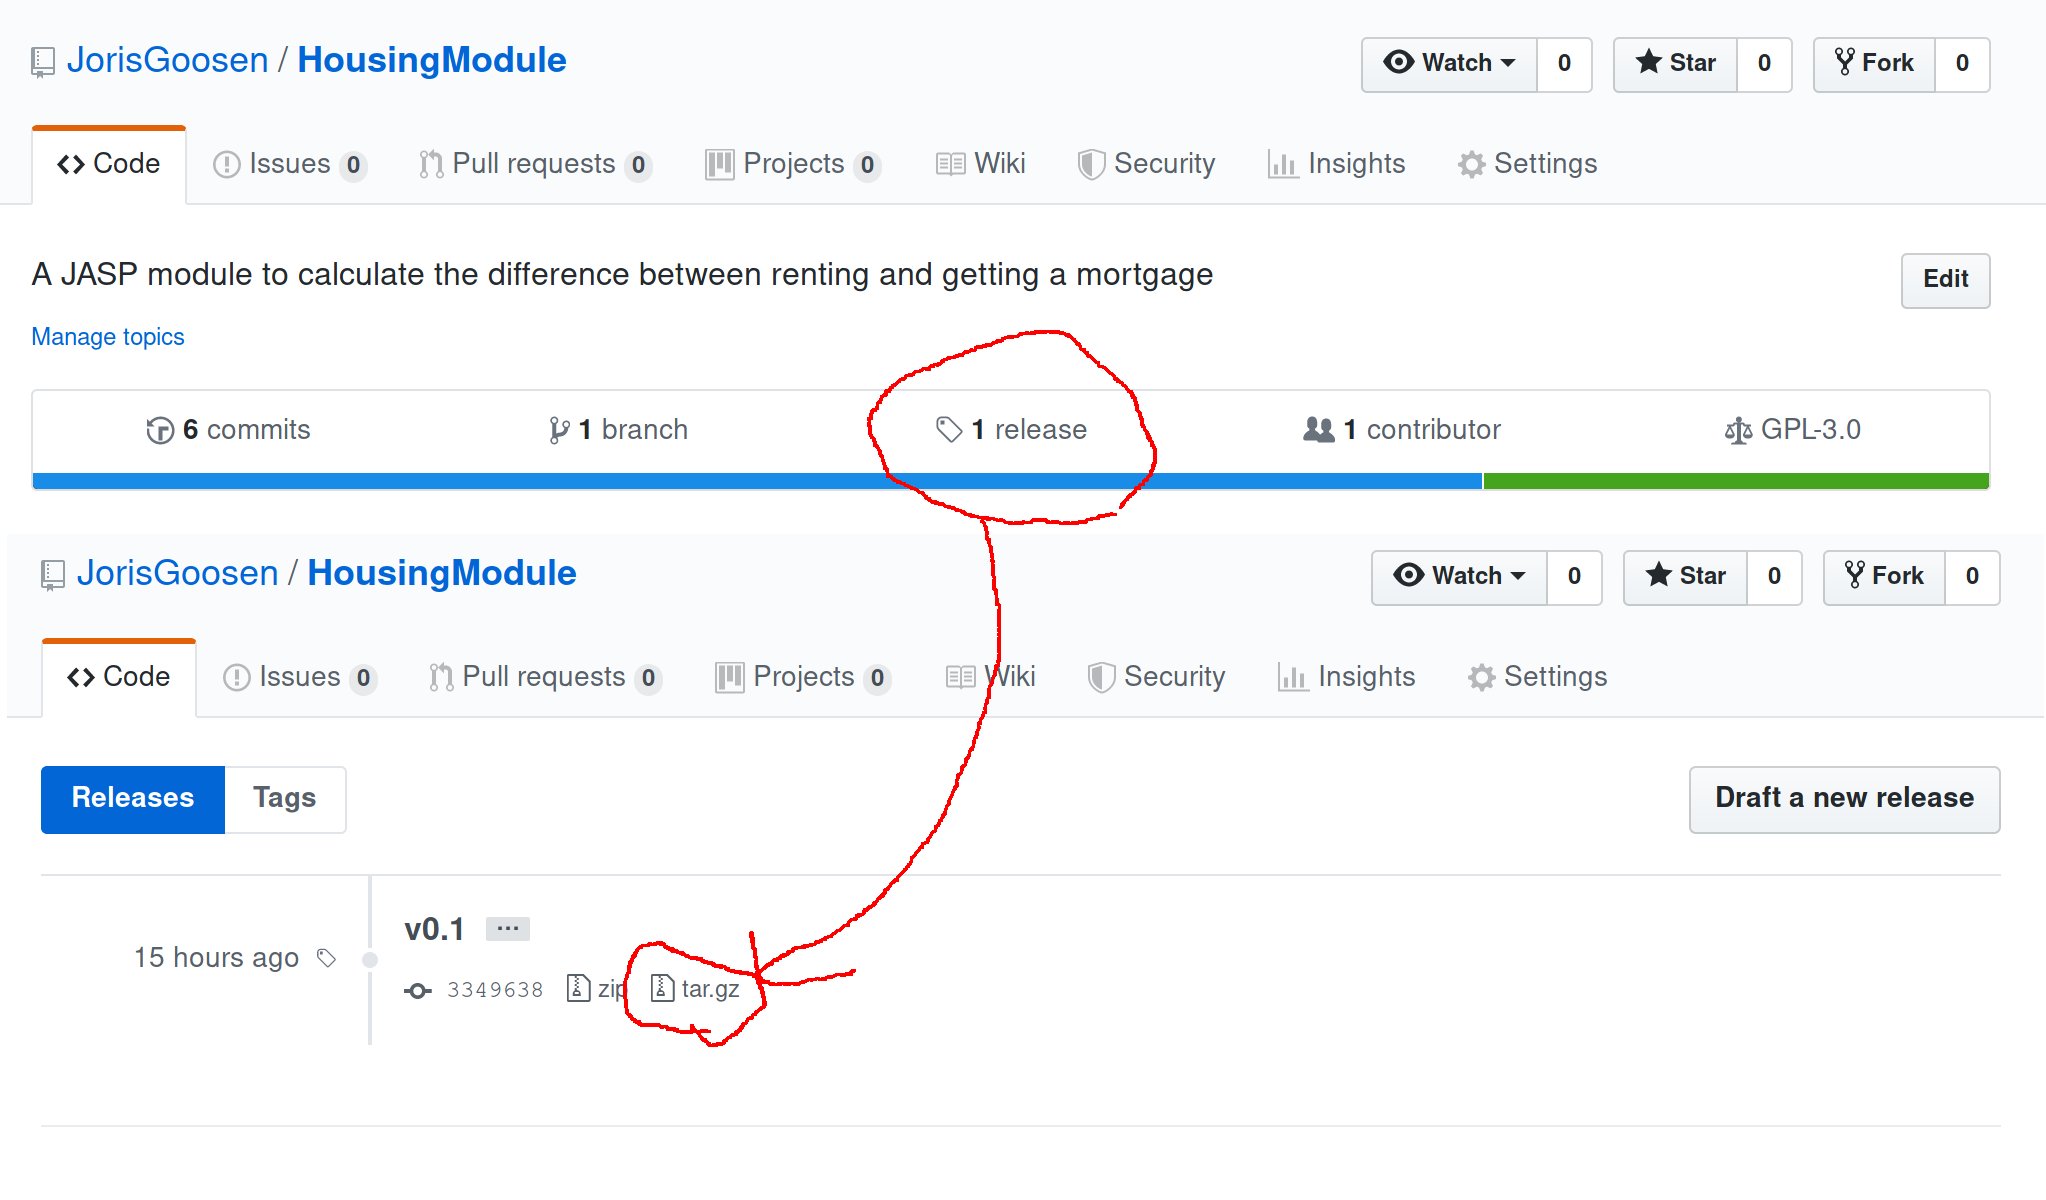 JorisGoosen / HousingModule Watch 0 Star 0 Fork 0
Code Issues 0 Pull requests 0 Projects 0 Wiki Security Insights Settings
A JASP module to calculate the difference between renting and getting a mortgage Edit
Manage topics
6 commits 1 branch 1 release 1 contributor GPL-3.0
JorisGoosen / HousingModule Watch 0 Star 0 Fork 0
Code Issues 0 Pull requests 0 Projects 0 Wiki Security Insights Settings
Releases Tags Draft a new release
v0.1 ...
15 hours ago
3349638 zip tar.gz